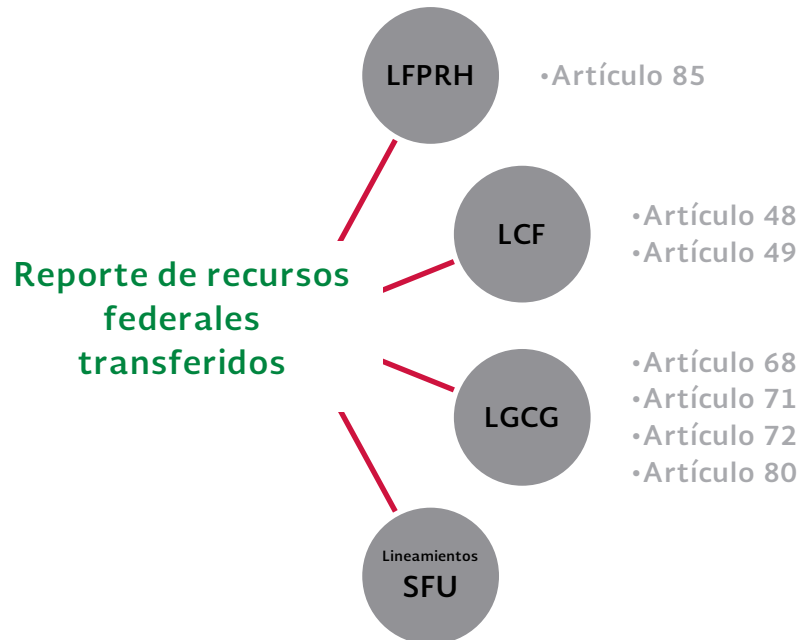 LFPRH
•Artículo 85
LCF
•Artículo 48
•Artículo 49
Reporte de recursos
federales
transferidos
LGCG
•Artículo 68
•Artículo 71
•Artículo 72
•Artículo 80
Lineamientos
SFU